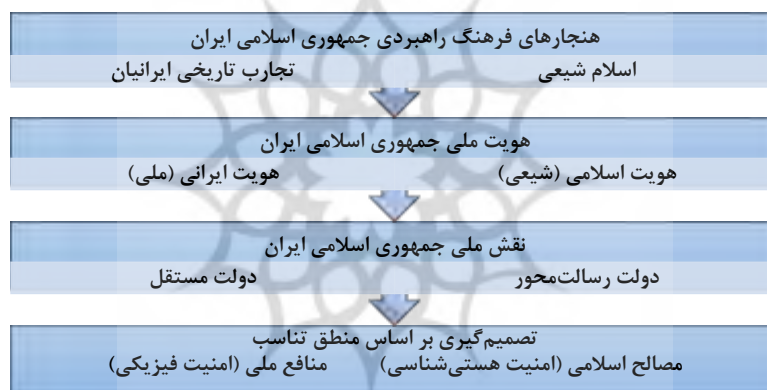 هنجارهای فرهنگ راهبردی جمهوری اسلامی ایران
اسلام شیعی تجارب تاریخی ایرانیان
هویت ملی جمهوری اسلامی ایران
هویت اسلامی (شیعی) هویت ایرانی (ملی)
نقش ملی جمهوری اسلامی ایران
دولت رسالت‌محور دولت مستقل
تصمیم‌گیری بر اساس منطق تناسب
مصالح اسلامی (امنیت هستی‌شناسی) منافع ملی (امنیت فیزیکی)